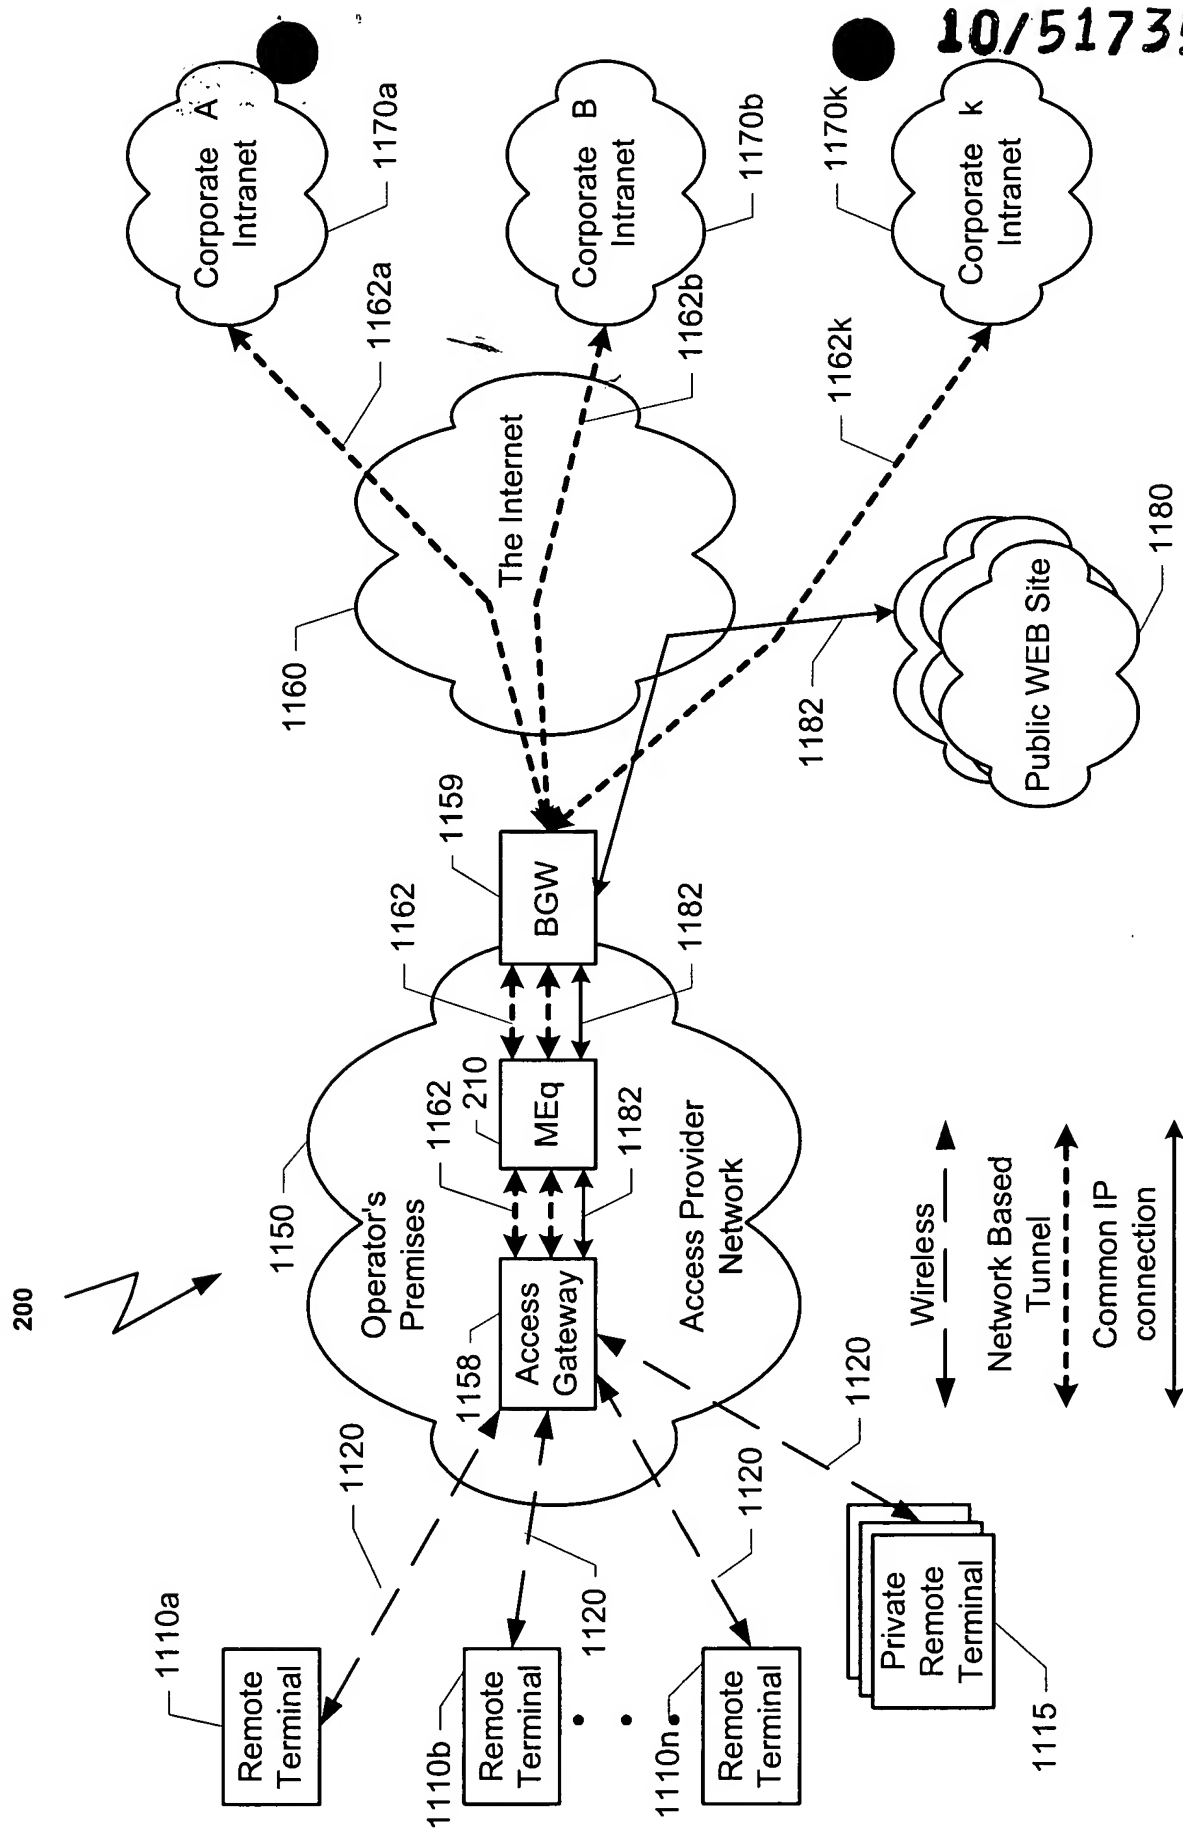 10/5173
200
Remote
Terminal
1110a
1110b
Remote
Terminal
1110n
Remote
Terminal
Private
Remote
Terminal
1115
1120
1120
1120
1120
1150
Operator's
Premises
1158
Access
Gateway
1162
1182
MEq
210
1162
1182
BGW
1159
Access Provider
Network
1160
The Internet
1162a
1162b
1162k
1182
Corporate A
Intranet
1170a
Corporate B
Intranet
1170b
Corporate k
Intranet
1170k
Public WEB Site
1180
Wireless
Network Based
Tunnel
Common IP
connection